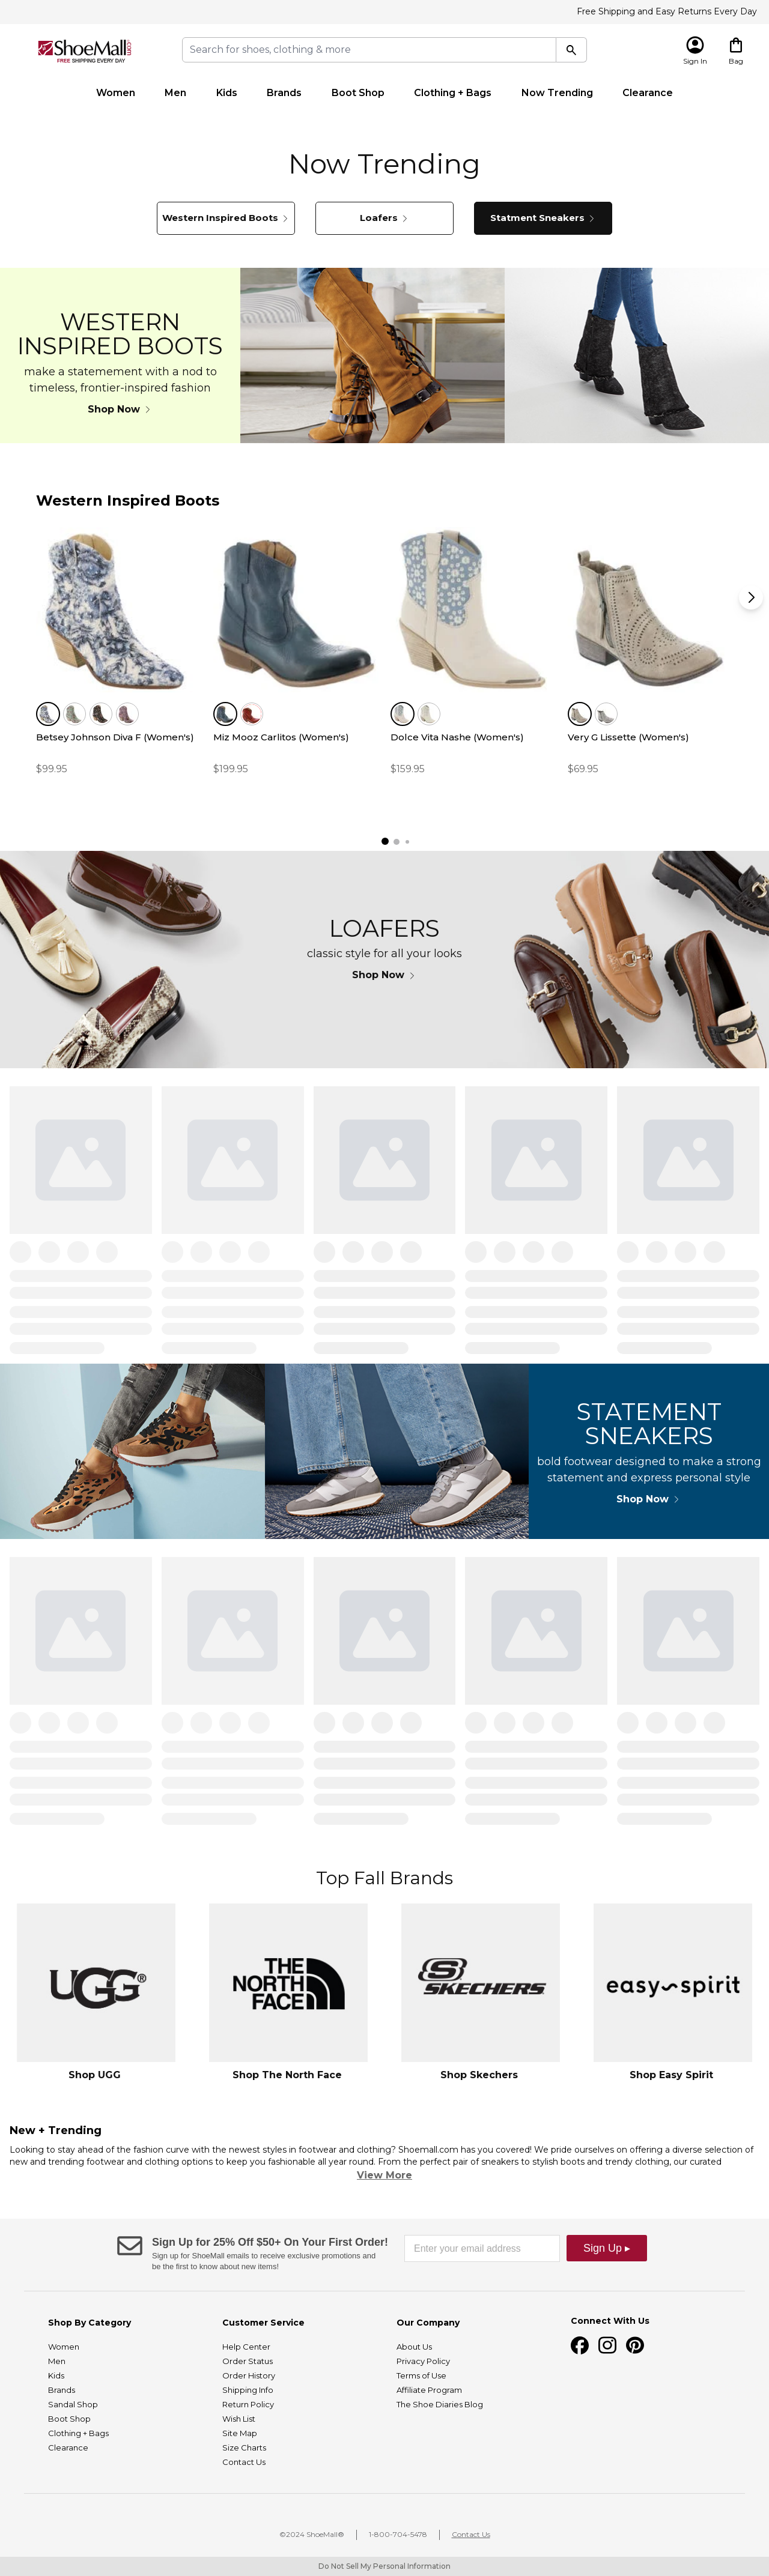 Free Shipping and Easy Returns Every Day
ShoeMall.com
FREE SHIPPING EVERY DAY
Search for shoes, clothing & more
Sign In
Bag
Women
Men
Kids
Brands
Boot Shop
Clothing + Bags
Now Trending
Clearance
Now Trending
Western Inspired Boots
Loafers
Statment Sneakers
WESTERN
INSPIRED BOOTS
make a statemement with a nod to
timeless, frontier-inspired fashion
Shop Now
Western Inspired Boots
Betsey Johnson Diva F (Women's)
$99.95
Miz Mooz Carlitos (Women's)
$199.95
Dolce Vita Nashe (Women's)
$159.95
Very G Lissette (Women's)
$69.95
LOAFERS
classic style for all your looks
Shop Now
STATEMENT
SNEAKERS
bold footwear designed to make a strong
statement and express personal style
Shop Now
Top Fall Brands
UGG®
THE
NORTH
FACE
SKECHERS
easy spirit
Shop UGG
Shop The North Face
Shop Skechers
Shop Easy Spirit
New + Trending
Looking to stay ahead of the fashion curve with the newest styles in footwear and clothing? Shoemall.com has you covered! We pride ourselves on offering a diverse selection of
new and trending footwear and clothing options to keep you fashionable all year round. From the perfect pair of sneakers to stylish boots and trendy clothing, our curated
View More
Sign Up for 25% Off $50+ On Your First Order!
Sign up for ShoeMall emails to receive exclusive promotions and
be the first to know about new items!
Enter your email address
Sign Up ▸
Shop By Category
Women
Men
Kids
Brands
Sandal Shop
Boot Shop
Clothing + Bags
Clearance
Customer Service
Help Center
Order Status
Order History
Shipping Info
Return Policy
Wish List
Site Map
Size Charts
Contact Us
Our Company
About Us
Privacy Policy
Terms of Use
Affiliate Program
The Shoe Diaries Blog
Connect With Us
©2024 ShoeMall®
1-800-704-5478
Contact Us
Do Not Sell My Personal Information